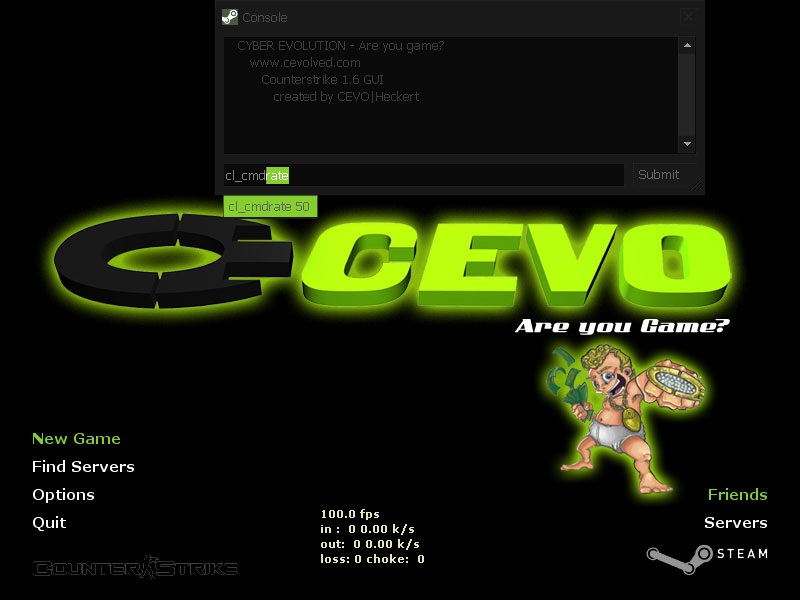 Console
CYBER EVOLUTION - Are you game?
www.cevolved.com
Counterstrike 1.6 GUI
created by CEVO|Heckert
cl_cmdrate
Submit
cl_cmdrate 50
CEVO
Are you Game?
New Game
Find Servers
Options
Quit
100.0 fps
in : 0 0.00 k/s
out: 0 0.00 k/s
loss: 0 choke: 0
Friends
Servers
STEAM
COUNTER STRIKE